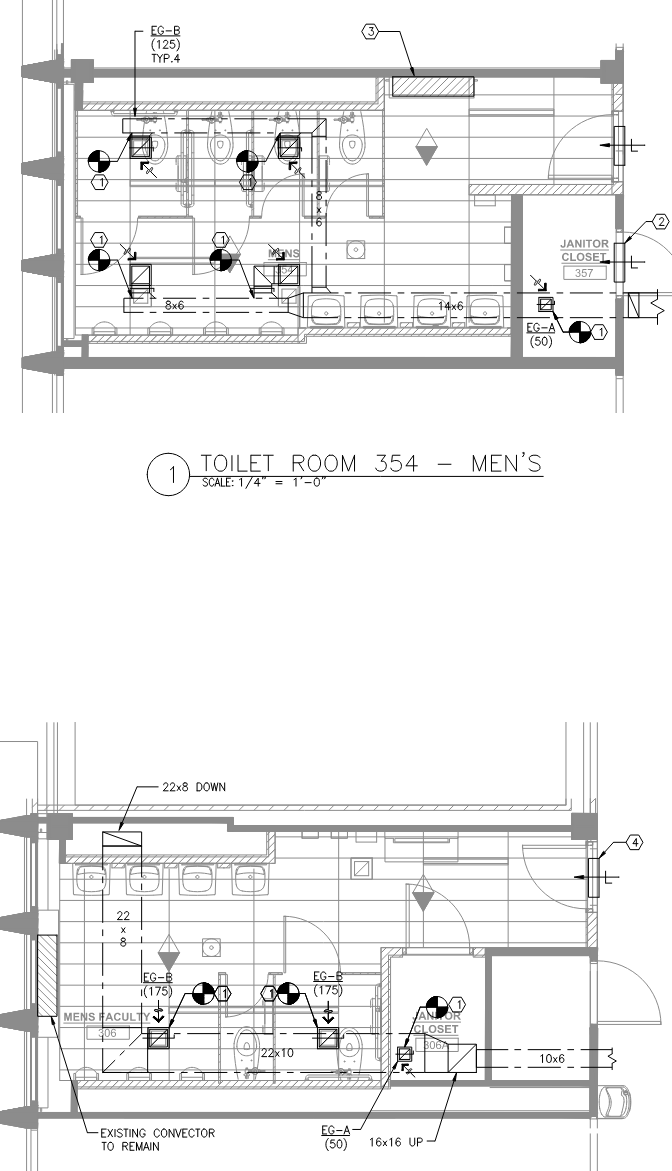 EG-B
(125)
TYP.4
3
1
1
8
x
6
2
JANITOR
CLOSET
357
1
1
MENS
8x6
14x6
EG-A
(50)
1
1
TOILET ROOM 354 – MEN'S
SCALE: 1/4" = 1'-0"
22x8 DOWN
4
22
x
8
EG-B
(175)
EG-B
(175)
1
1
1
MENS FACULTY
306
JANITOR
CLOSET
306A
22x10
10x6
EXISTING CONVECTOR
TO REMAIN
EG-A
(50)
16x16 UP